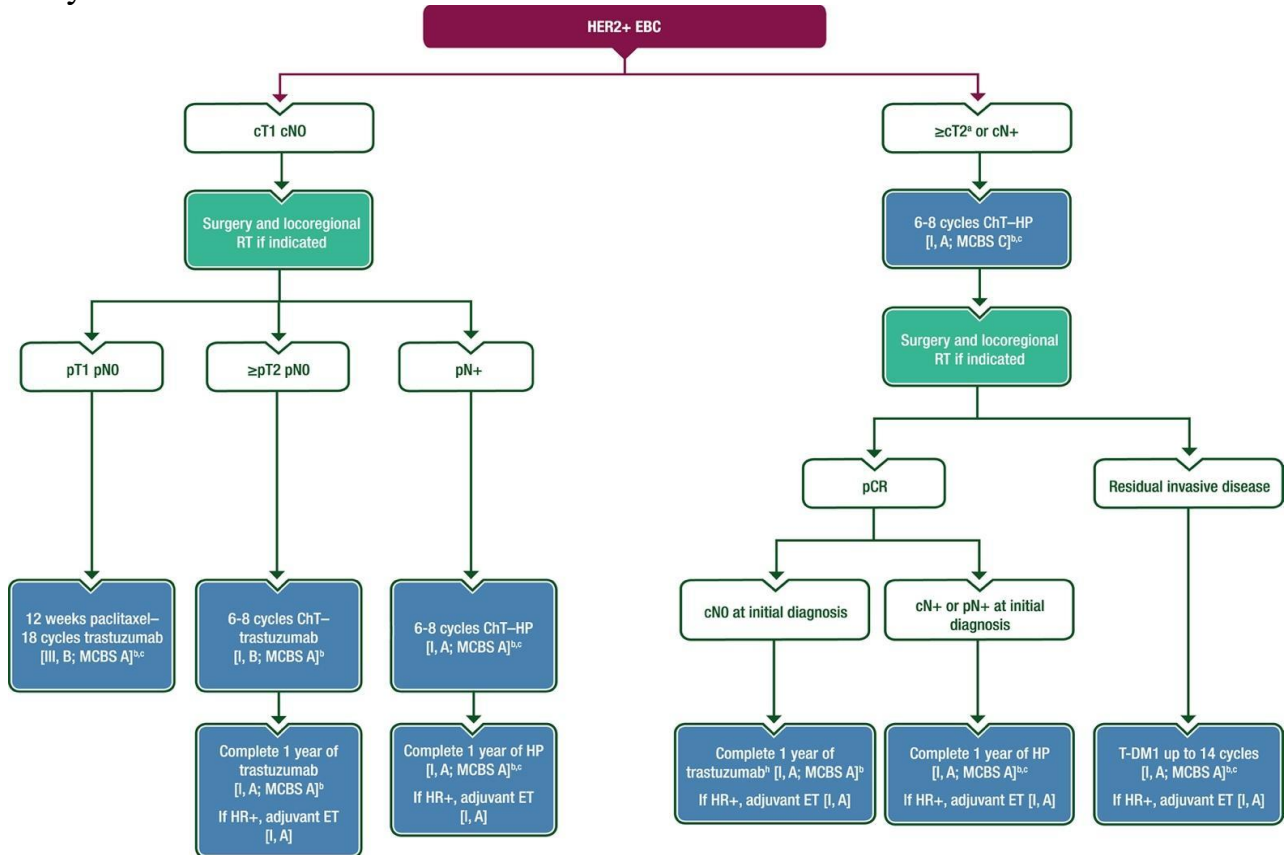 HER2+ EBC
cT1 cN0
≥cT2ª or cN+
Surgery and locoregional
RT if indicated
6-8 cycles ChT–HP
[I, A; MCBS C]ᵇ,ᶜ
Surgery and locoregional
RT if indicated
pT1 pN0
≥pT2 pN0
pN+
pCR
Residual invasive disease
cN0 at initial diagnosis
cN+ or pN+ at initial
diagnosis
12 weeks paclitaxel–
18 cycles trastuzumab
[III, B; MCBS A]ᵇ,ᶜ
6-8 cycles ChT–
trastuzumab
[I, B; MCBS A]ᵇ
6-8 cycles ChT–HP
[I, A; MCBS A]ᵇ,ᶜ
Complete 1 year of
trastuzumab
[I, A; MCBS A]ᵇ
If HR+, adjuvant ET
[I, A]
Complete 1 year of HP
[I, A; MCBS A]ᵇ,ᶜ
If HR+, adjuvant ET
[I, A]
Complete 1 year of
trastuzumabʰ [I, A; MCBS A]ᵇ
If HR+, adjuvant ET [I, A]
Complete 1 year of HP
[I, A; MCBS A]ᵇ,ᶜ
If HR+, adjuvant ET [I, A]
T-DM1 up to 14 cycles
[I, A; MCBS A]ᵇ,ᶜ
If HR+, adjuvant ET [I, A]